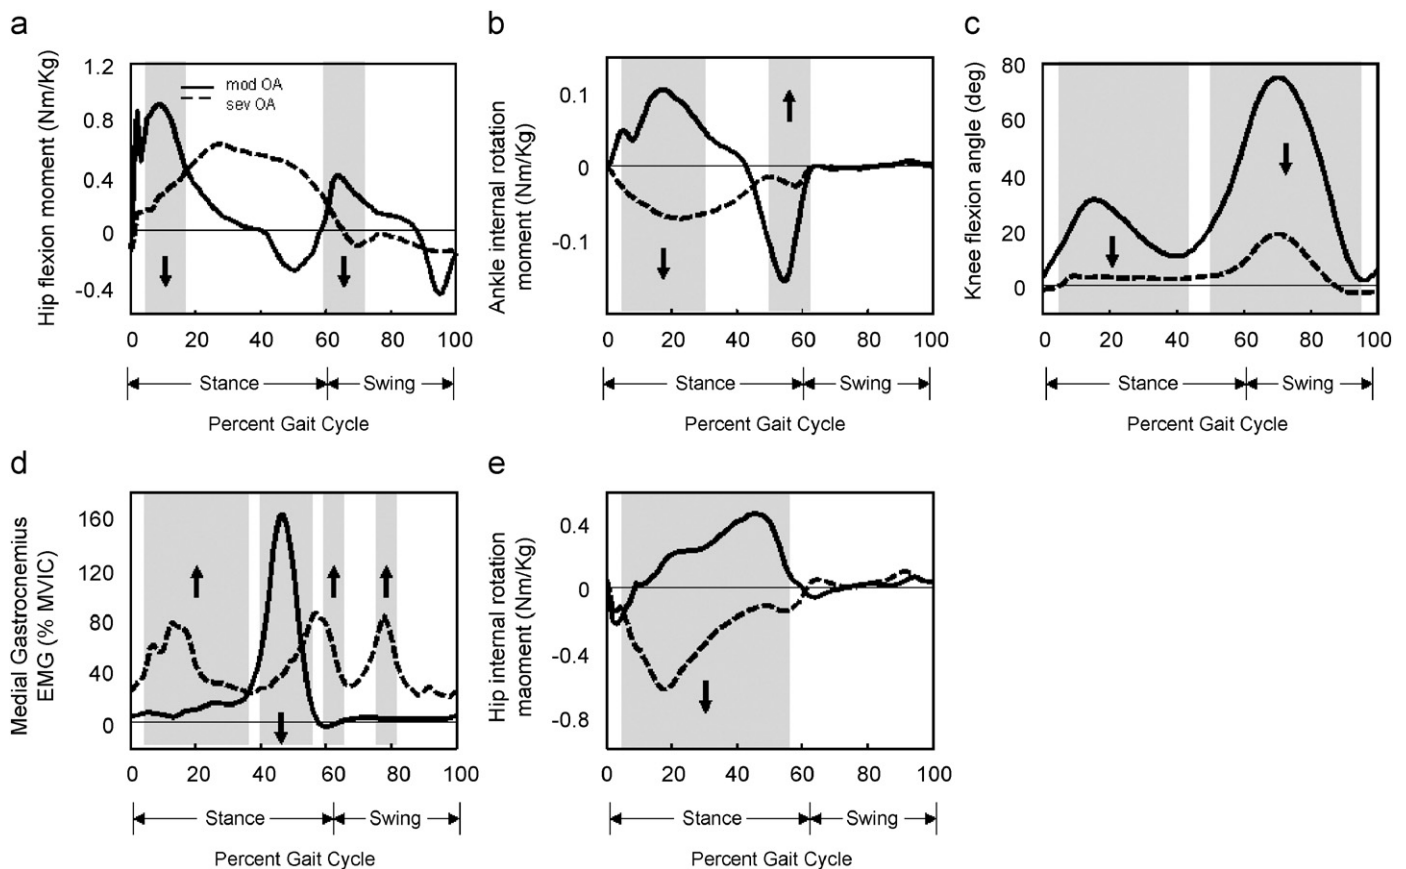 a
Hip flexion moment (Nm/Kg)
1.2
0.8
0.4
0
-0.4
mod OA
sev OA
0 20 40 60 80 100
Stance Swing
Percent Gait Cycle
b
Ankle internal rotation
moment (Nm/Kg)
0.1
0
-0.1
0 20 40 60 80 100
Stance Swing
Percent Gait Cycle
c
Knee flexion angle (deg)
80
60
40
20
0
0 20 40 60 80 100
Stance Swing
Percent Gait Cycle
d
Medial Gastrocnemius
EMG (% MVIC)
160
120
80
40
0
0 20 40 60 80 100
Stance Swing
Percent Gait Cycle
e
Hip internal rotation
maoment (Nm/Kg)
0.4
0
-0.4
-0.8
0 20 40 60 80 100
Stance Swing
Percent Gait Cycle